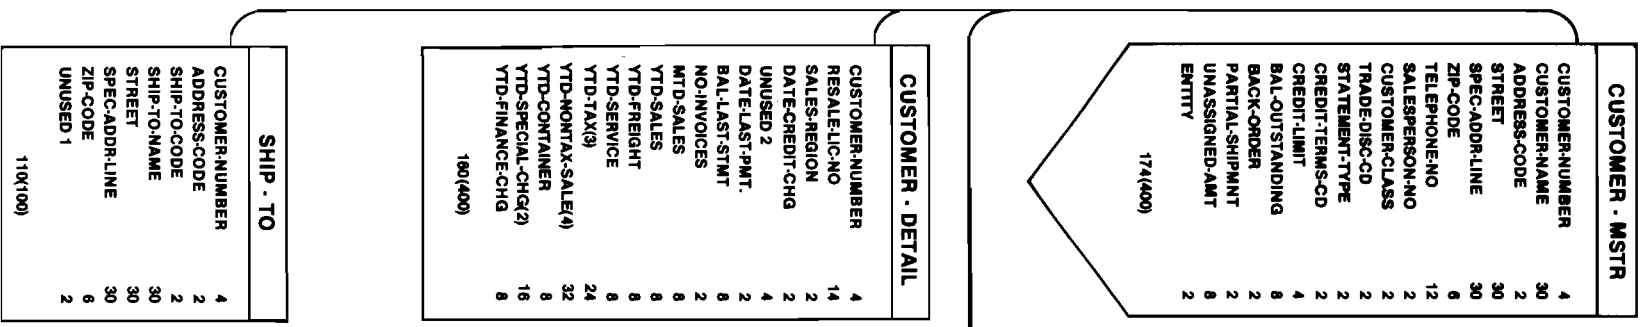 CUSTOMER - MSTR
CUSTOMER-NUMBER 4
CUSTOMER-NAME 30
ADDRESS-CODE 2
STREET 30
SPEC-ADDR-LINE 30
ZIP-CODE 6
TELEPHONE-NO 12
SALESPERSON-NO 2
CUSTOMER-CLASS 2
TRADE-DISC-CD 2
STATEMENT-TYPE 2
CREDIT-TERMS-CD 2
CREDIT-LIMIT 4
BAL-OUTSTANDING 8
BACK-ORDER 2
PARTIAL-SHIPMNT 2
UNASSIGNED-AMT 8
ENTITY 2
174(400)
CUSTOMER - DETAIL
CUSTOMER-NUMBER 4
RESALE-LIC-NO 14
SALES-REGION 2
DATE-CREDIT-CHG 2
UNUSED 2 4
DATE-LAST-PMT. 2
BAL-LAST-STMT 8
NO-INVOICES 2
MTD-SALES 8
YTD-SALES 8
YTD-FREIGHT 8
YTD-SERVICE 8
YTD-TAX(3) 24
YTD-NONTAX-SALE(4) 32
YTD-CONTAINER 8
YTD-SPECIAL-CHG(2) 16
YTD-FINANCE-CHG 8
180(400)
SHIP - TO
CUSTOMER-NUMBER 4
ADDRESS-CODE 2
SHIP-TO-CODE 2
SHIP-TO-NAME 30
STREET 30
SPEC-ADDR-LINE 30
ZIP-CODE 6
UNUSED 1 2
110(100)